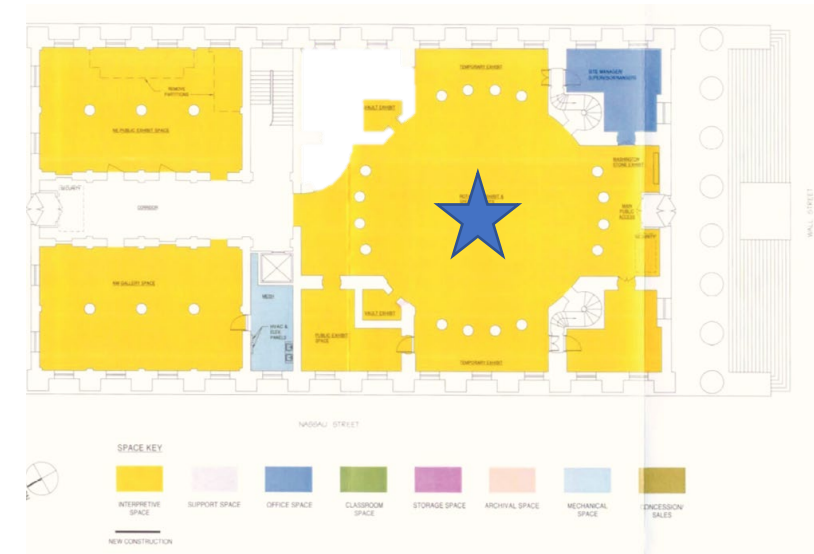 TEMPORARY EXHIBIT
SITE MANAGER
REMOVE
PARTITIONS
VAULT EXHIBIT
NE PUBLIC EXHIBIT SPACE
WASHINGTON
STONE EXHIBIT
SECURITY
CORRIDOR
MAIN
PUBLIC
ACCESS
WALL STREET
SECURITY
NW GALLERY SPACE
MECH
HVAC &
ELEC
PANELS
VAULT EXHIBIT
PUBLIC EXHIBIT
SPACE
TEMPORARY EXHIBIT
NASSAU STREET
SPACE KEY
INTERPRETIVE
SPACE
SUPPORT SPACE
OFFICE SPACE
CLASSROOM
SPACE
STORAGE SPACE
ARCHIVAL SPACE
MECHANICAL
SPACE
ONCESSION/
SALES
NEW CONSTRUCTION